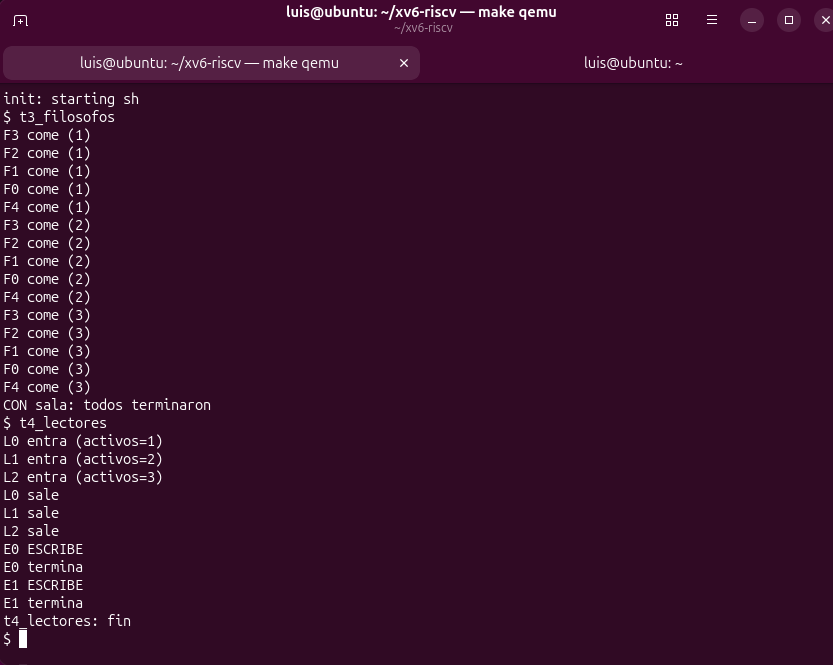 luis@ubuntu: ~/xv6-riscv — make qemu
~/xv6-riscv
luis@ubuntu: ~/xv6-riscv — make qemu
luis@ubuntu: ~
init: starting sh
$ t3_filosofos
F3 come (1)
F2 come (1)
F1 come (1)
F0 come (1)
F4 come (1)
F3 come (2)
F2 come (2)
F1 come (2)
F0 come (2)
F4 come (2)
F3 come (3)
F2 come (3)
F1 come (3)
F0 come (3)
F4 come (3)
CON sala: todos terminaron
$ t4_lectores
L0 entra (activos=1)
L1 entra (activos=2)
L2 entra (activos=3)
L0 sale
L1 sale
L2 sale
E0 ESCRIBE
E0 termina
E1 ESCRIBE
E1 termina
t4_lectores: fin
$